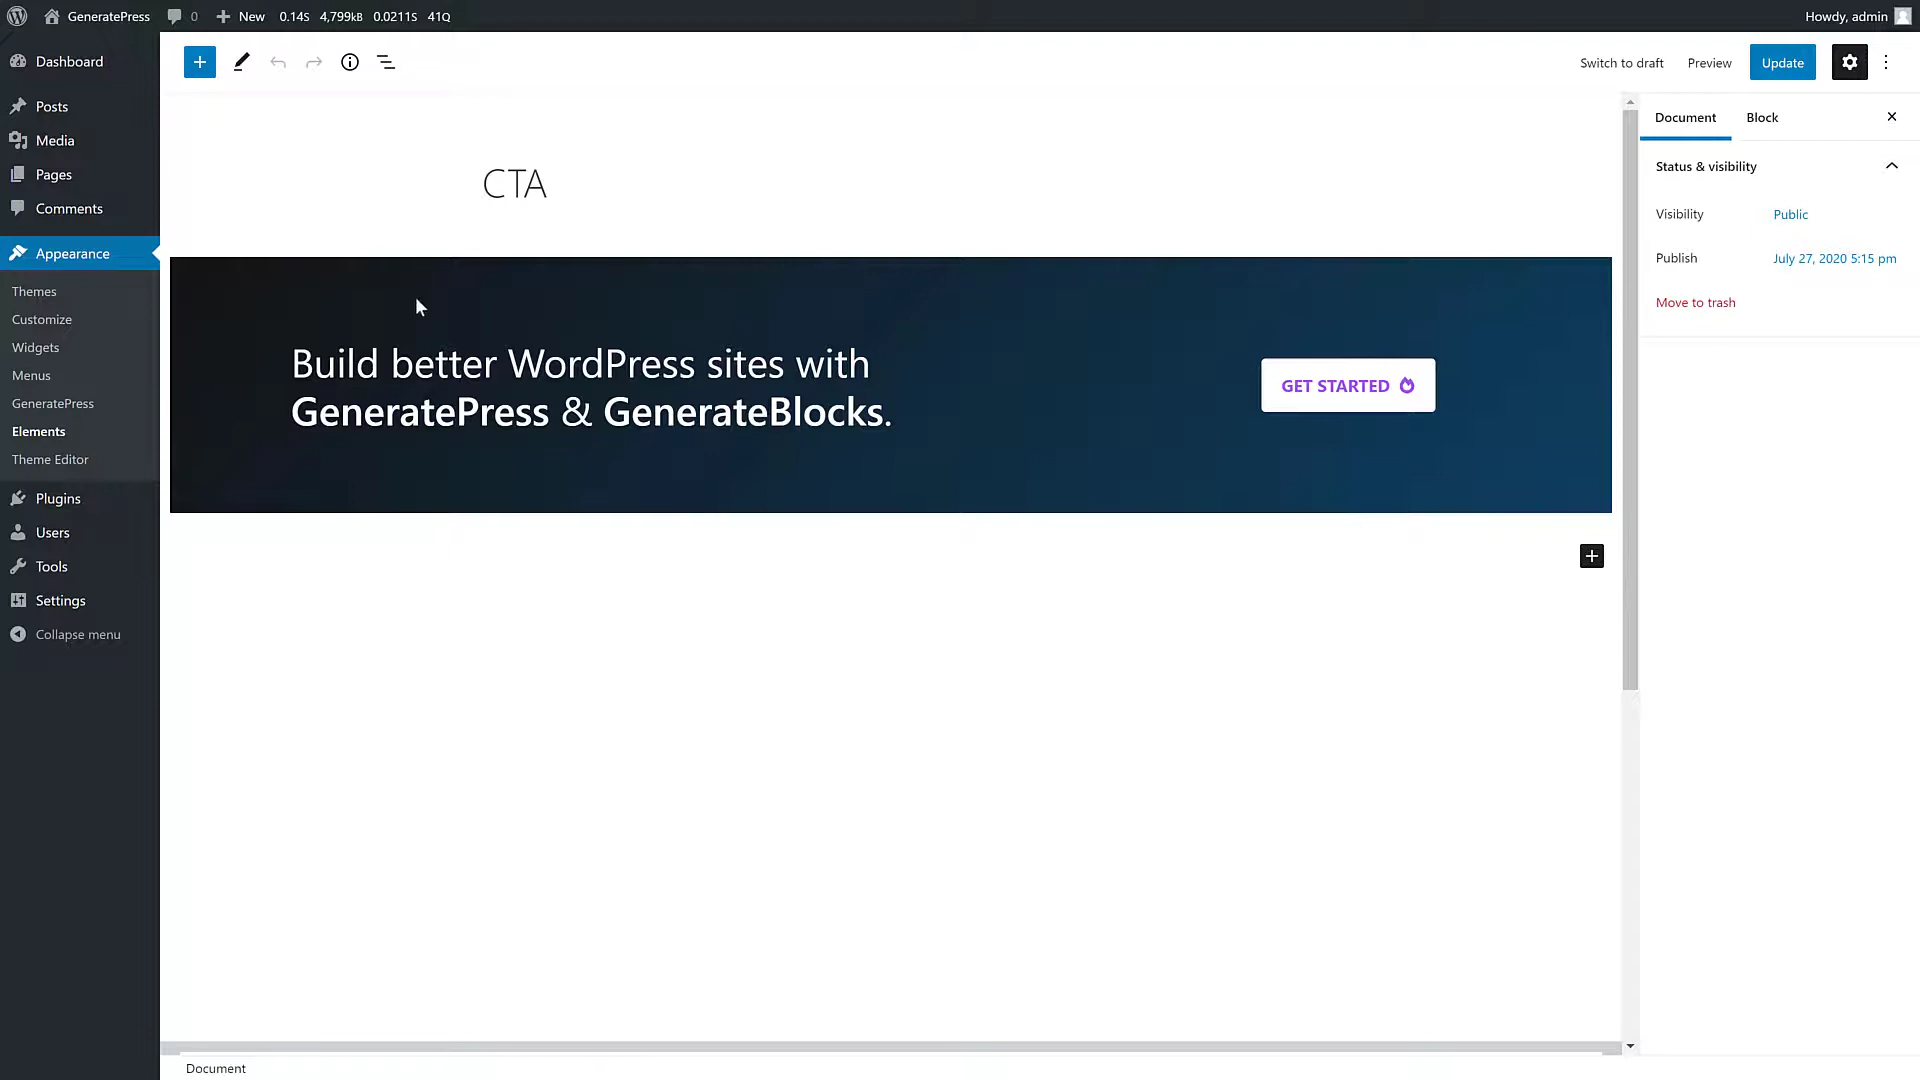 GeneratePress 0 New 0.14S 4,799kB 0.0211S 41Q Howdy, admin
Dashboard
Posts
Media
Pages
Comments
Appearance
Themes
Customize
Widgets
Menus
GeneratePress
Elements
Theme Editor
Plugins
Users
Tools
Settings
Collapse menu
Switch to draft Preview Update
CTA
Build better WordPress sites with
GeneratePress & GenerateBlocks.
GET STARTED
Document Block
Status & visibility
Visibility Public
Publish July 27, 2020 5:15 pm
Move to trash
Document